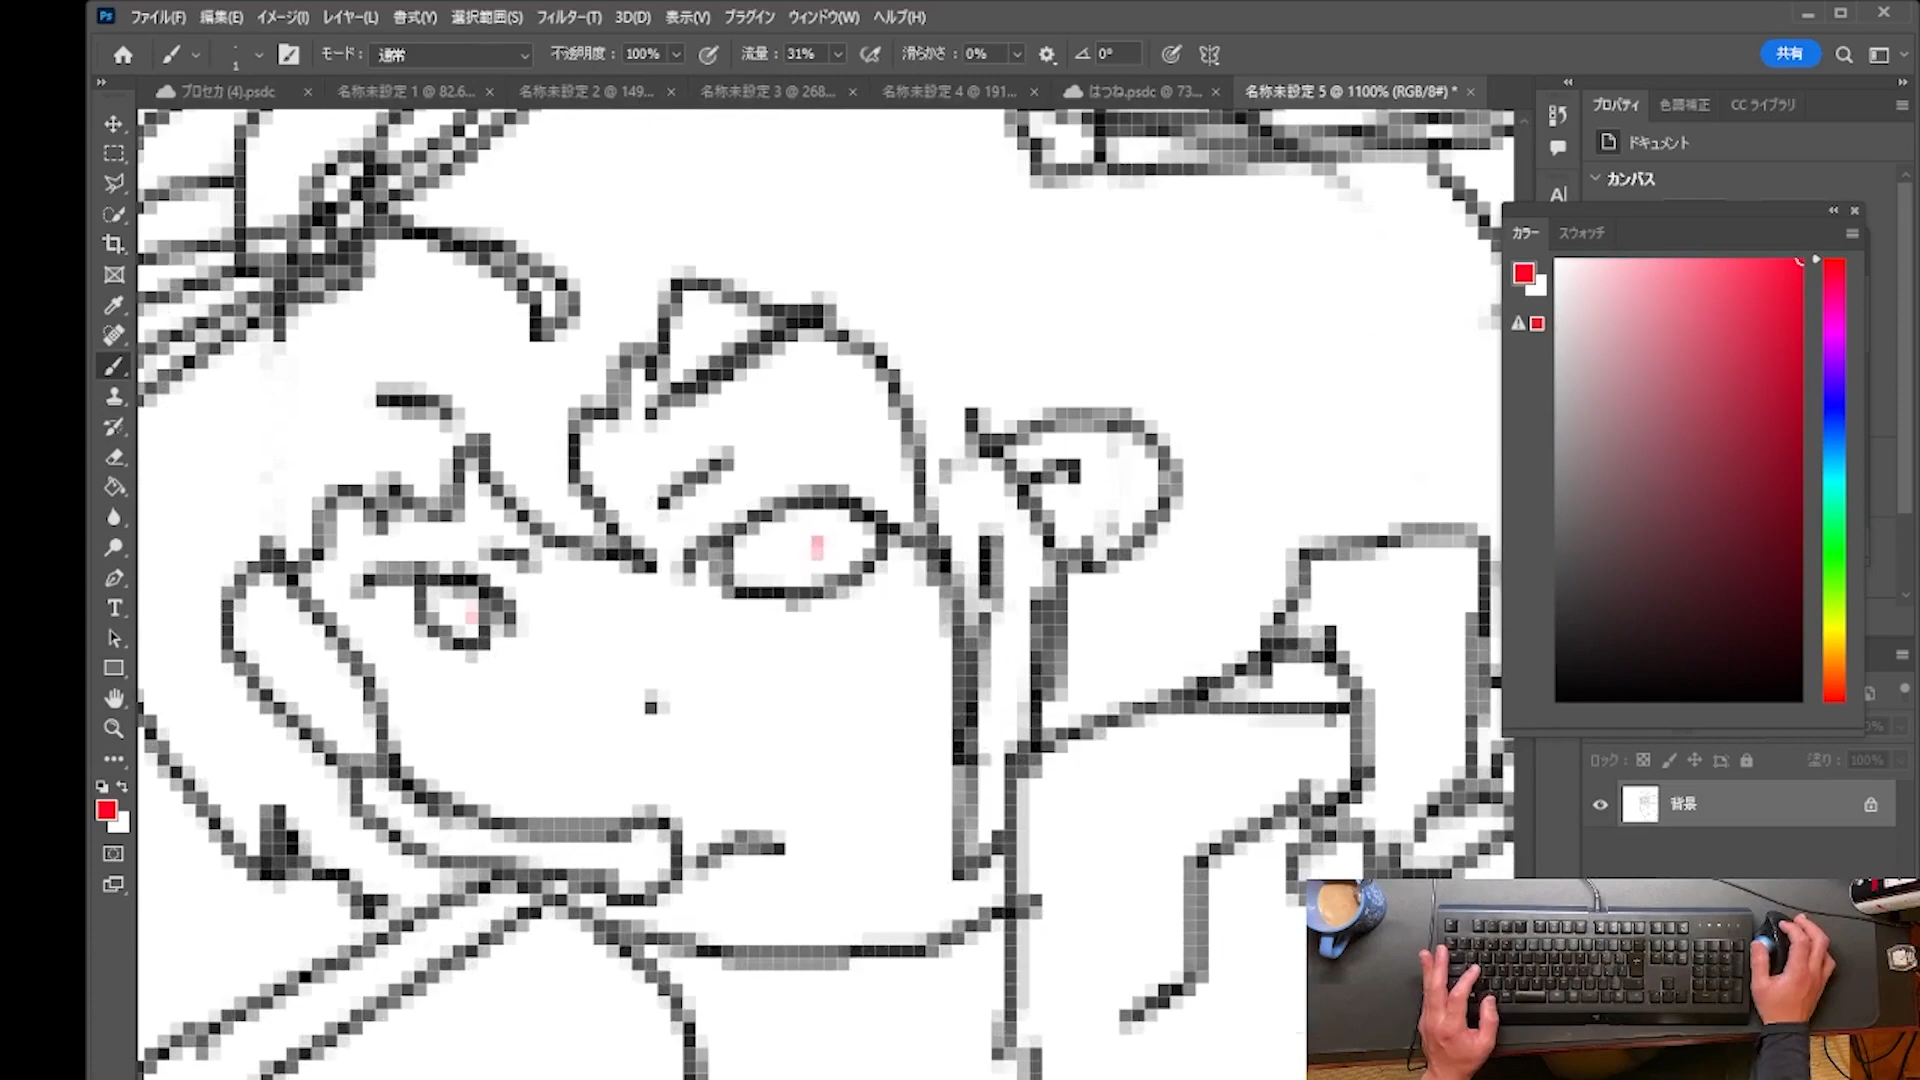 Ps ファイル(F) 編集(E) イメージ(I) レイヤー(L) 書式(Y) 選択範囲(S) フィルター(T) 3D(D) 表示(V) プラグイン ウィンドウ(W) ヘルプ(H)
1 モード : 通常 不透明度 : 100% 流量 : 31% 滑らかさ : 0% 0° 共有
プロセカ (4).psdc × 名称未設定 1 @ 82.6... × 名称未設定 2 @ 149... × 名称未設定 3 @ 268... × 名称未設定 4 @ 191... × はつね.psdc @ 73... × 名称未設定 5 @ 1100% (RGB/8#) * ×
プロパティ 色調補正 CC ライブラリ
ドキュメント
カンバス
カラー スウォッチ
ロック : 塗り : 100%
背景